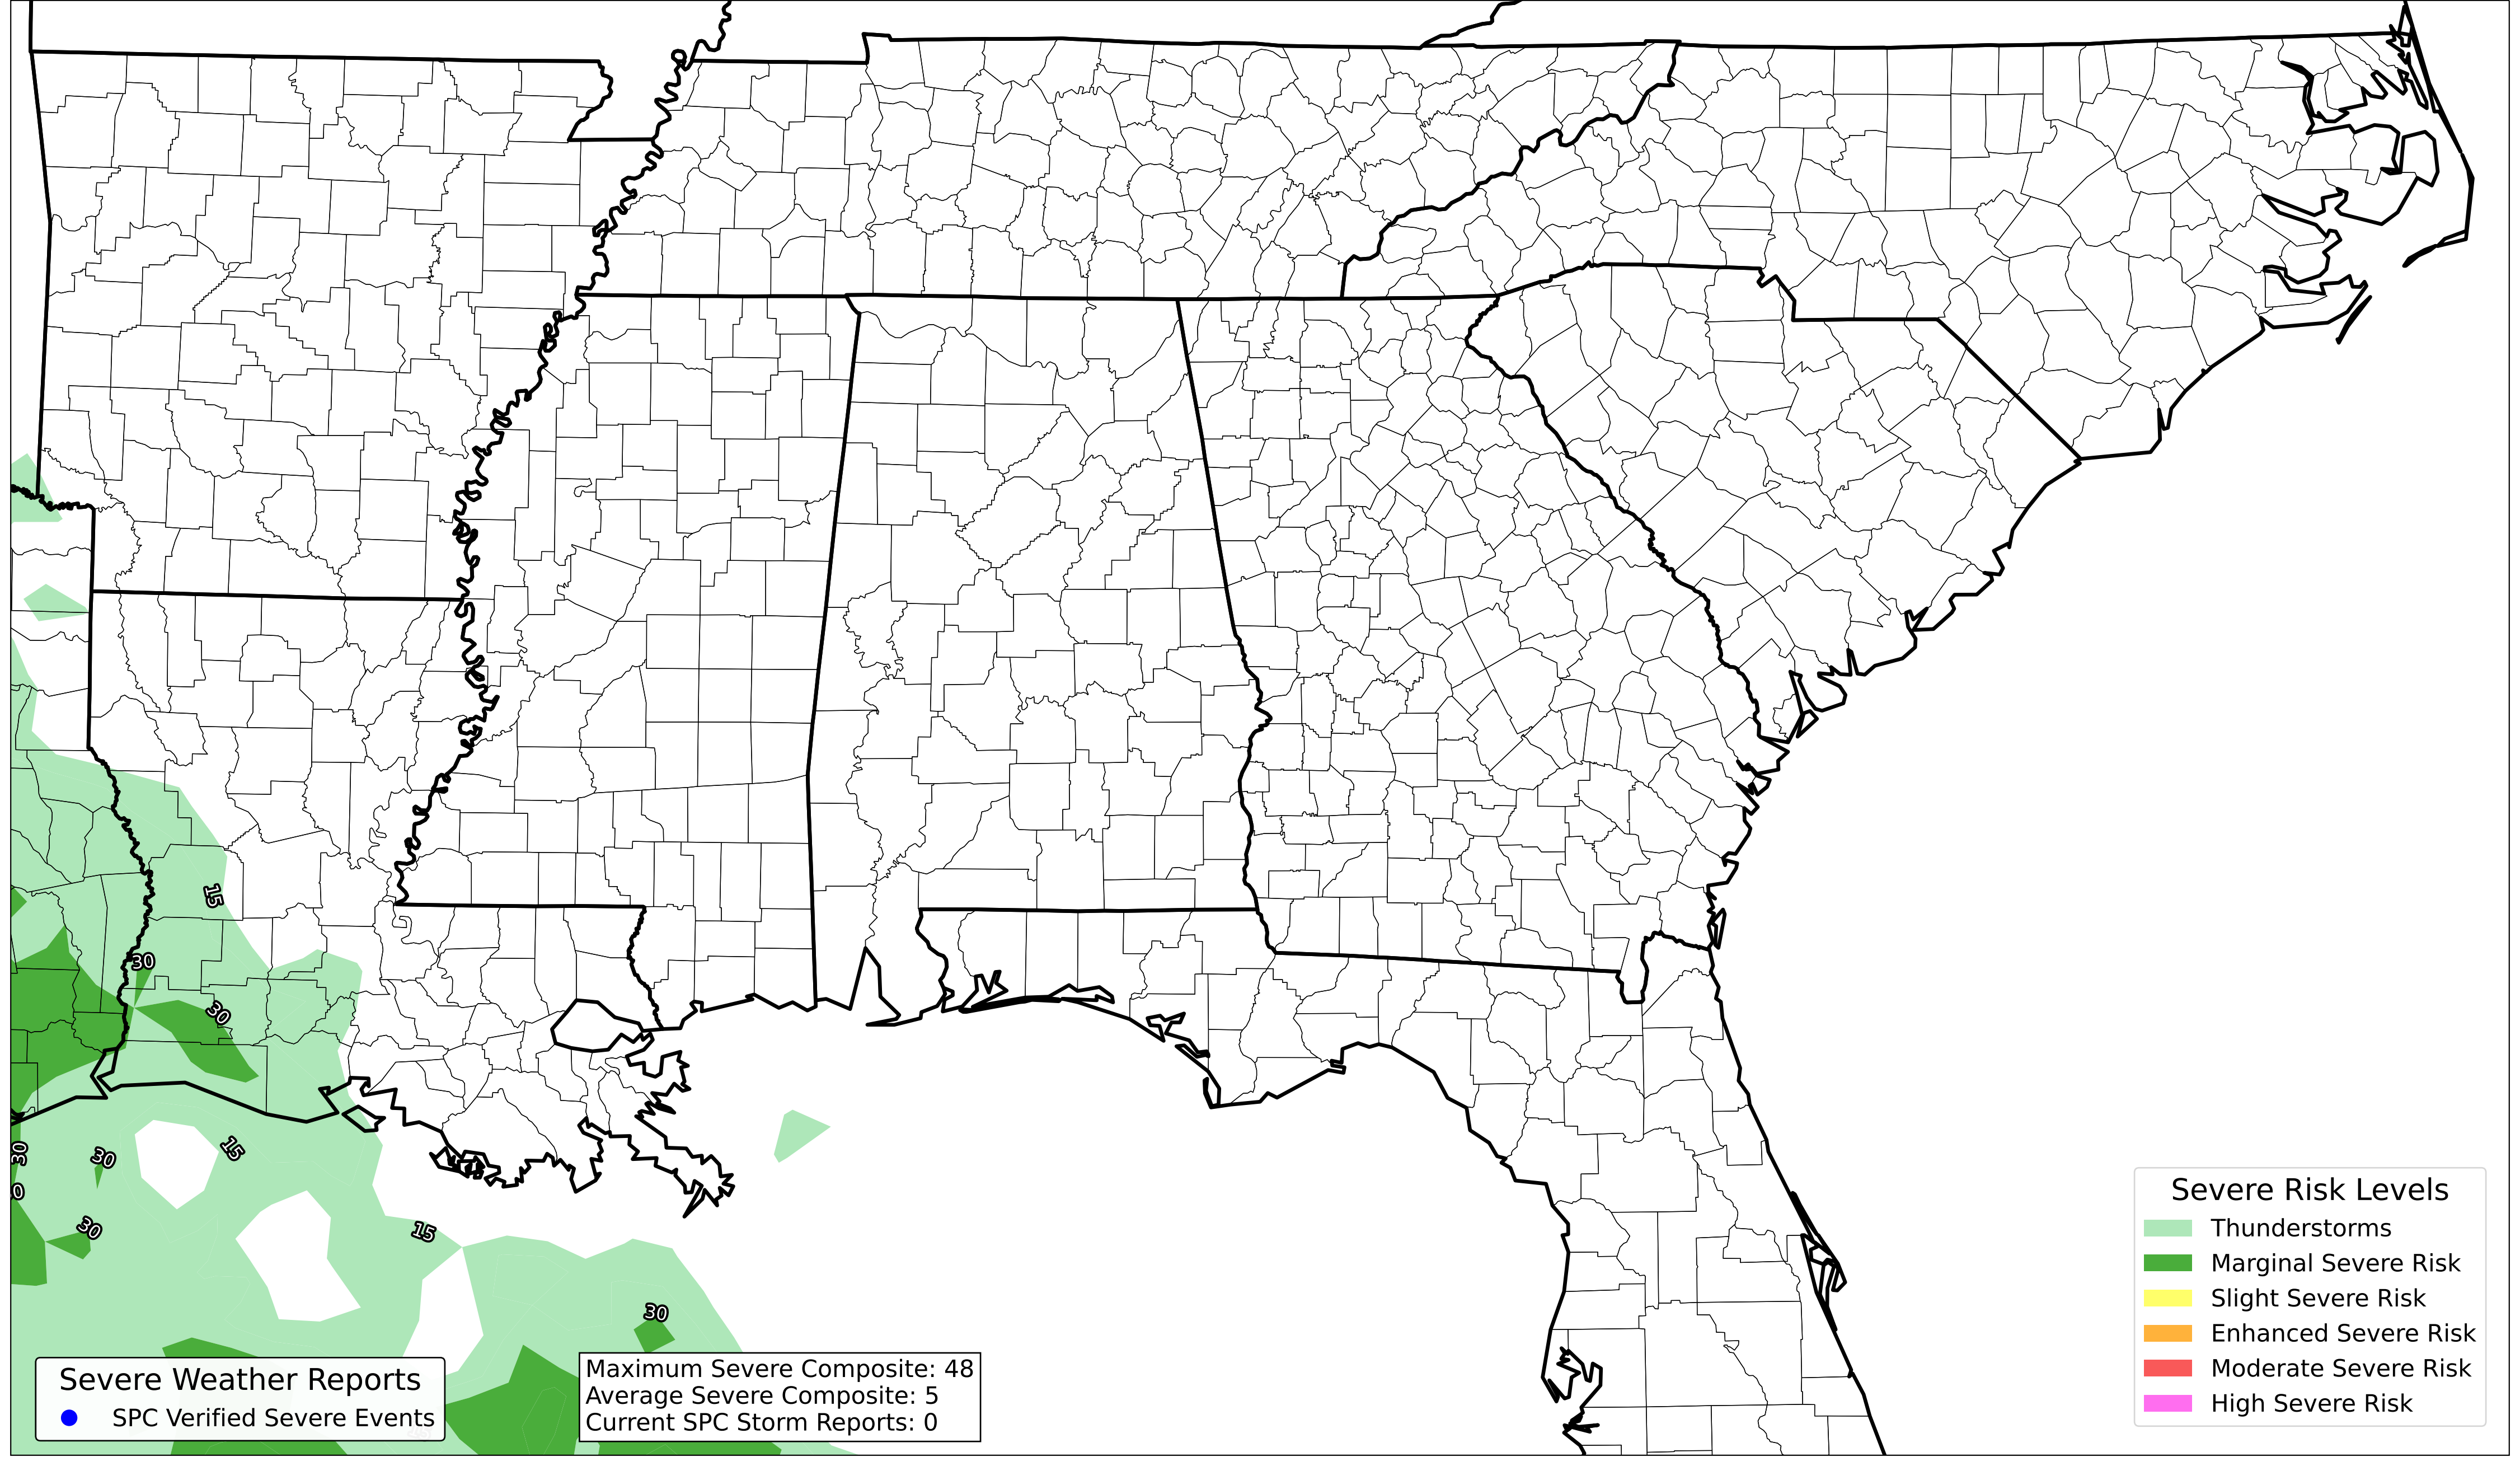 15
30
30
30
30
15
0
30
15
30
Severe Risk Levels
Thunderstorms
Marginal Severe Risk
Slight Severe Risk
Enhanced Severe Risk
Moderate Severe Risk
High Severe Risk
Severe Weather Reports
SPC Verified Severe Events
Maximum Severe Composite: 48
Average Severe Composite: 5
Current SPC Storm Reports: 0